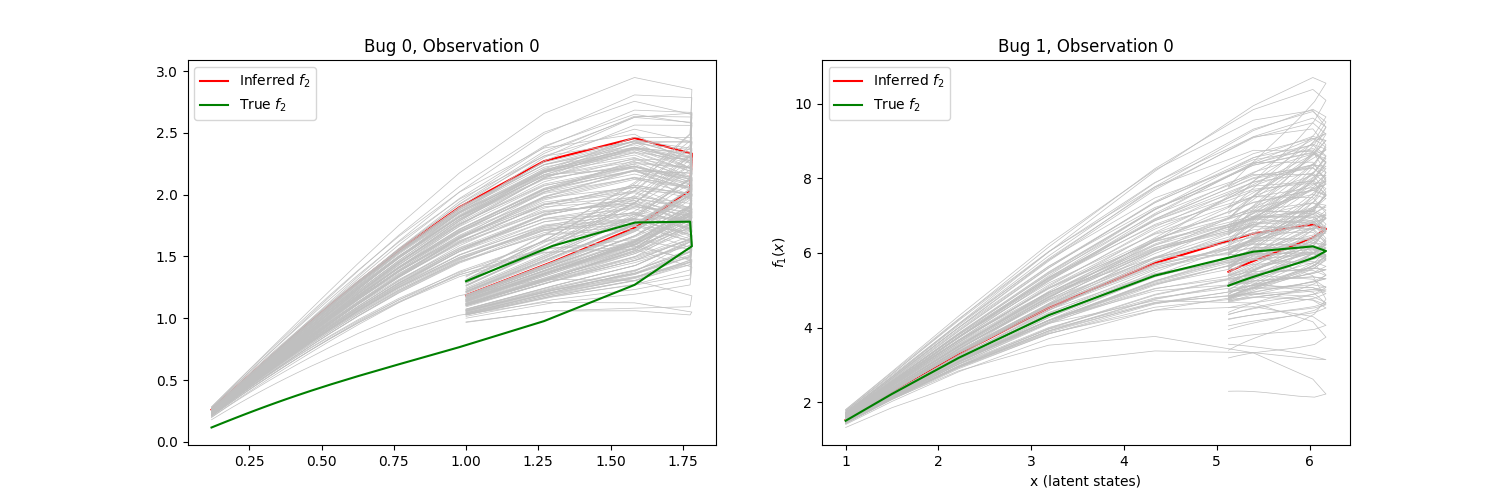 Bug 0, Observation 0
Inferred f₂
True f₂
3.0
2.5
2.0
1.5
1.0
0.5
0.0
0.25 0.50 0.75 1.00 1.25 1.50 1.75
Bug 1, Observation 0
Inferred f₂
True f₂
f₁(x)
10
8
6
4
2
1 2 3 4 5 6
x (latent states)